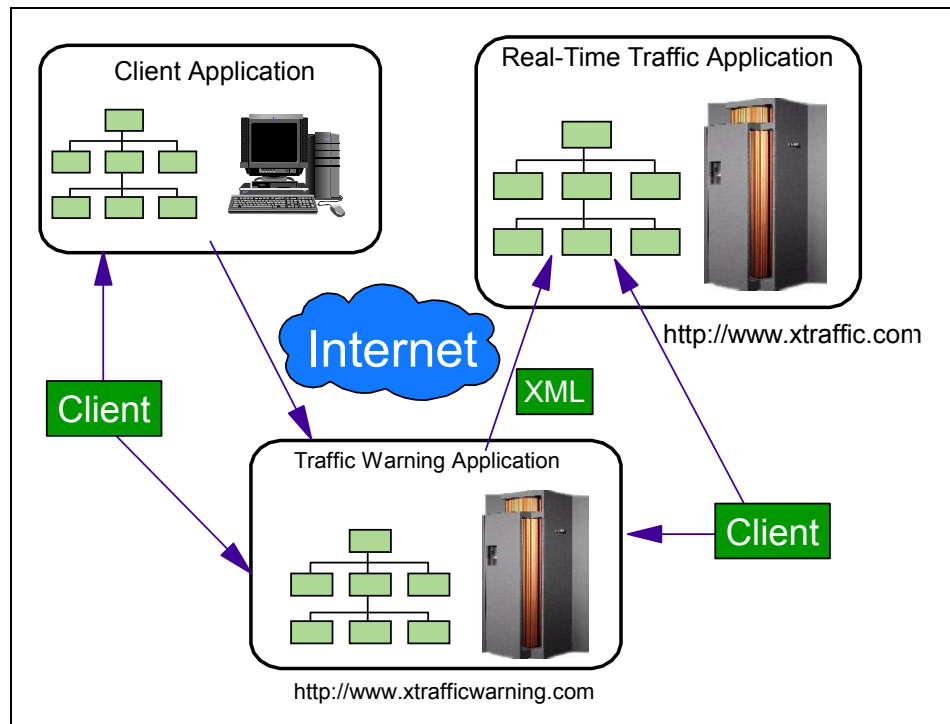 Client Application
Real-Time Traffic Application
Internet
http://www.xtraffic.com
XML
Client
Traffic Warning Application
Client
http://www.xtrafficwarning.com